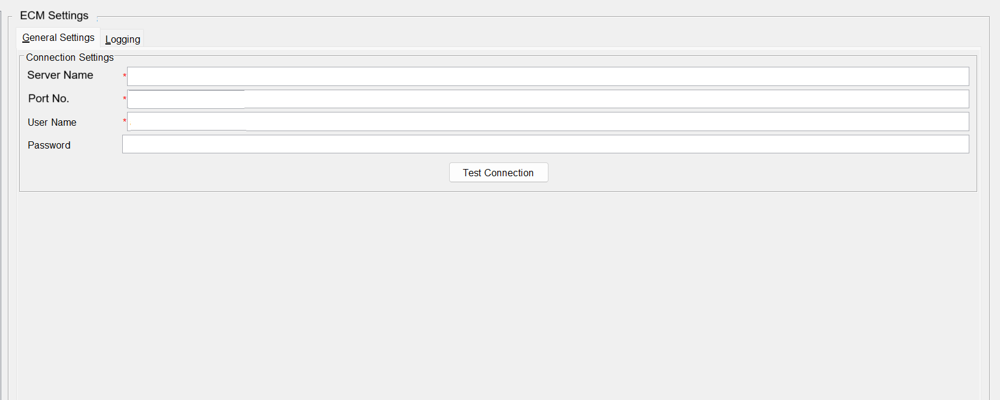 ECM Settings
General Settings Logging
Connection Settings
Server Name *
Port No. *
User Name *
Password
Test Connection